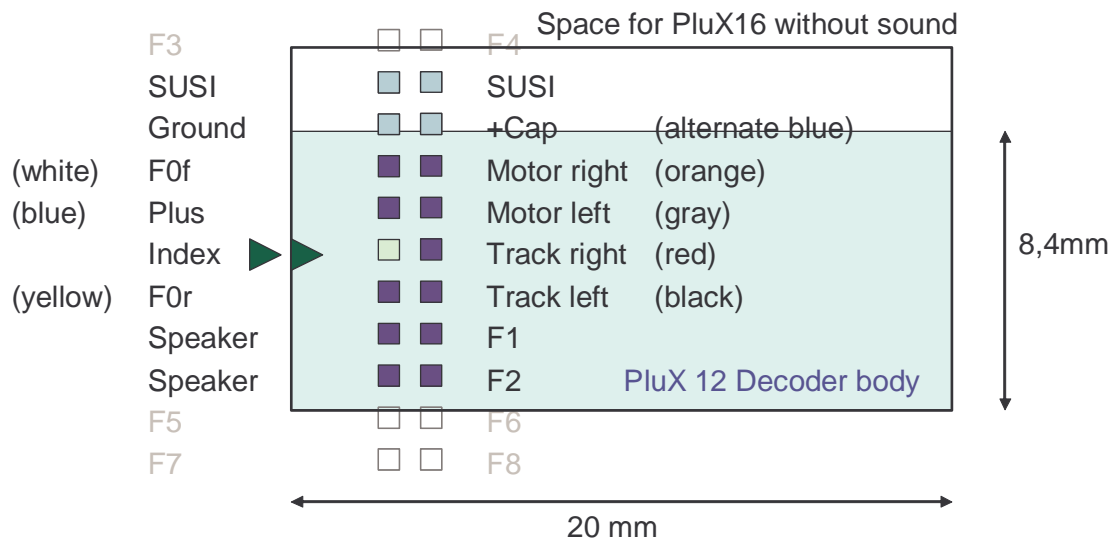 Space for PluX16 without sound
F3 F4
SUSI SUSI
Ground +Cap (alternate blue)
(white) F0f Motor right (orange)
(blue) Plus Motor left (gray)
Index Track right (red)
8,4mm
(yellow) F0r Track left (black)
Speaker F1
Speaker F2 PluX 12 Decoder body
F5 F6
F7 F8
20 mm